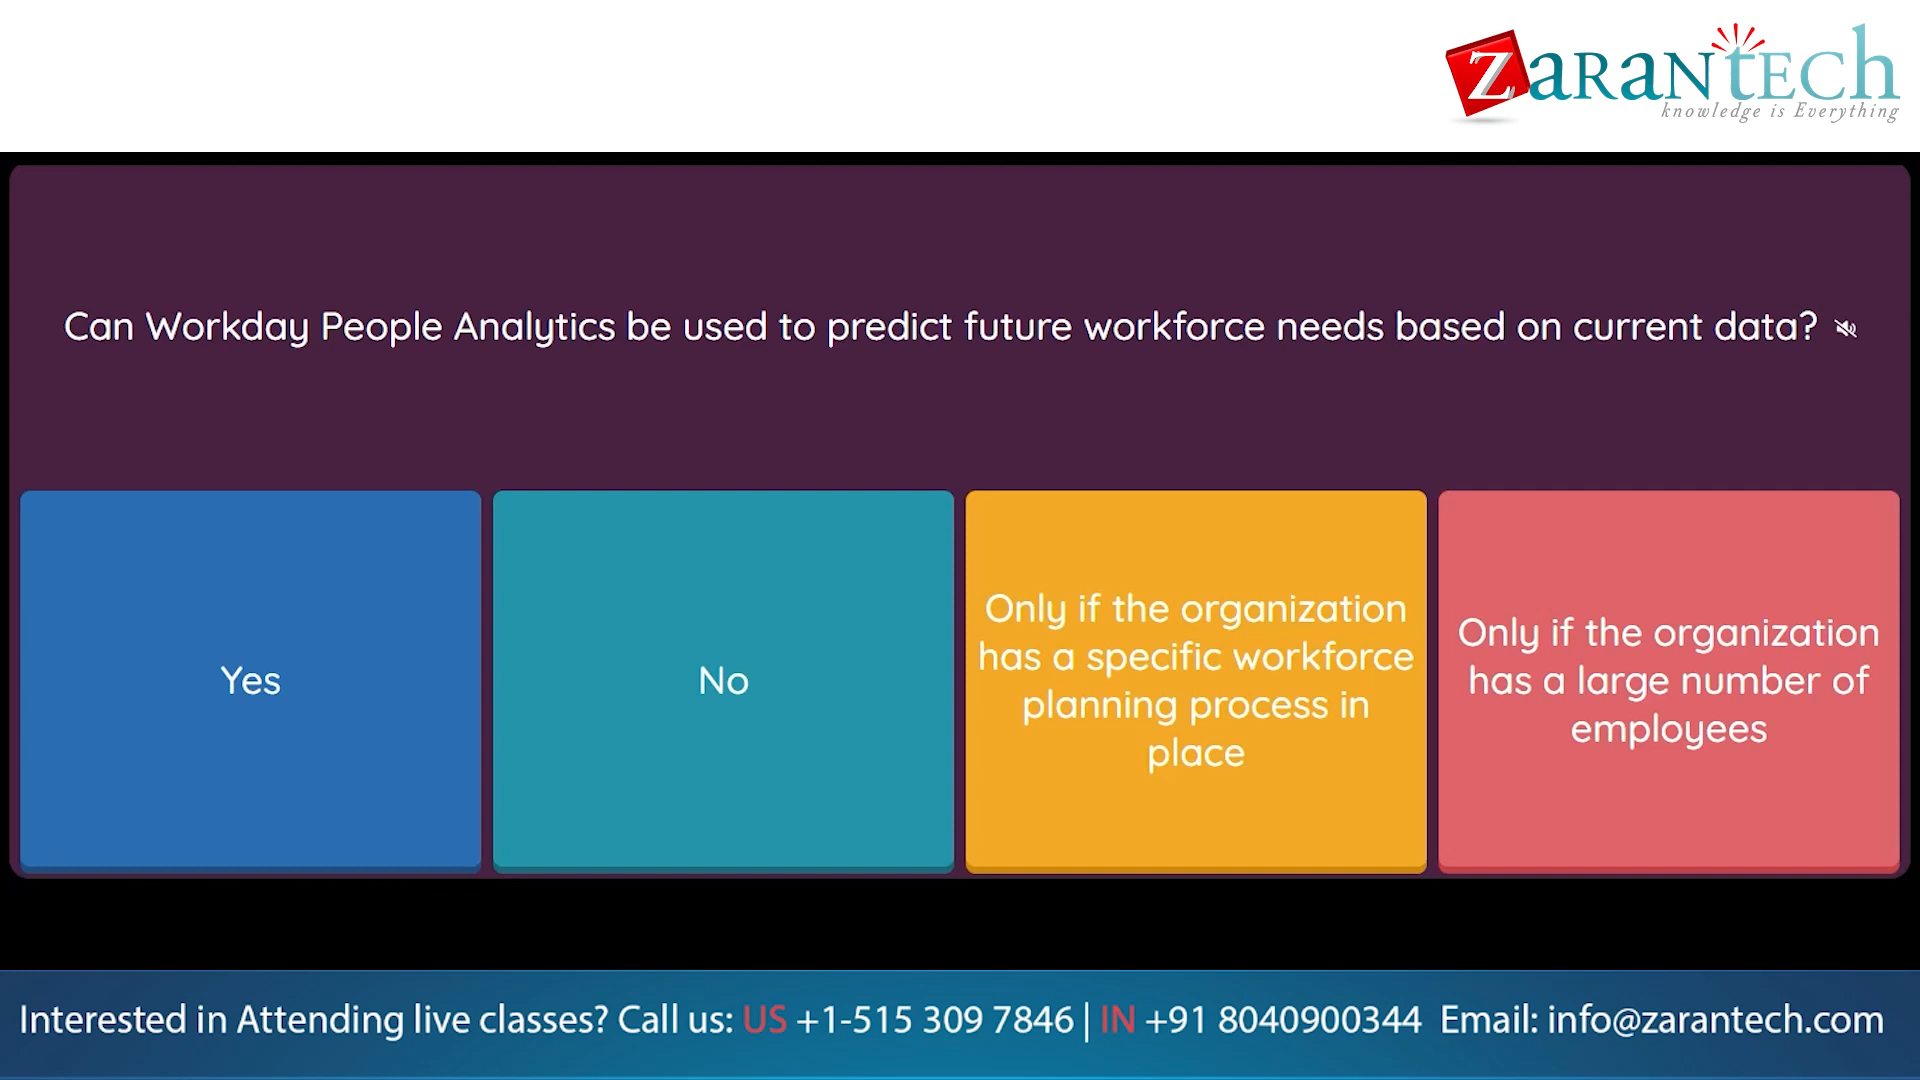 ZaranTech
knowledge is Everything
Can Workday People Analytics be used to predict future workforce needs based on current data?
Yes
No
Only if the organization
has a specific workforce
planning process in
place
Only if the organization
has a large number of
employees
Interested in Attending live classes? Call us: US +1-515 309 7846 | IN +91 8040900344 Email: info@zarantech.com